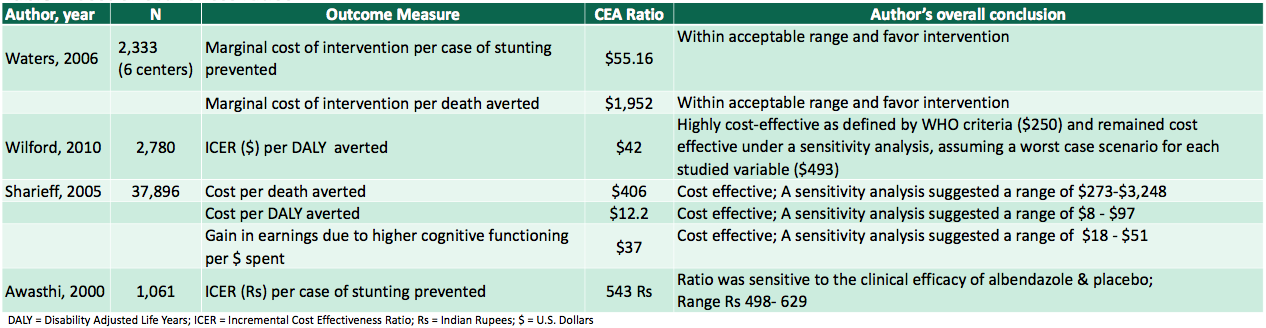 Author, year N Outcome Measure CEA Ratio Author's overall conclusion
Waters, 2006
2,333
(6 centers)
Marginal cost of intervention per case of stunting
prevented
$55.16
Within acceptable range and favor intervention
Marginal cost of intervention per death averted $1,952 Within acceptable range and favor intervention
Wilford, 2010 2,780 ICER ($) per DALY averted $42
Highly cost-effective as defined by WHO criteria ($250) and remained cost
effective under a sensitivity analysis, assuming a worst case scenario for each
studied variable ($493)
Sharieff, 2005 37,896 Cost per death averted $406 Cost effective; A sensitivity analysis suggested a range of $273-$3,248
Cost per DALY averted $12.2 Cost effective; A sensitivity analysis suggested a range of $8 - $97
Gain in earnings due to higher cognitive functioning
per $ spent
$37
Cost effective; A sensitivity analysis suggested a range of $18 - $51
Awasthi, 2000 1,061 ICER (Rs) per case of stunting prevented 543 Rs
Ratio was sensitive to the clinical efficacy of albendazole & placebo;
Range Rs 498- 629
DALY = Disability Adjusted Life Years; ICER = Incremental Cost Effectiveness Ratio; Rs = Indian Rupees; $ = U.S. Dollars